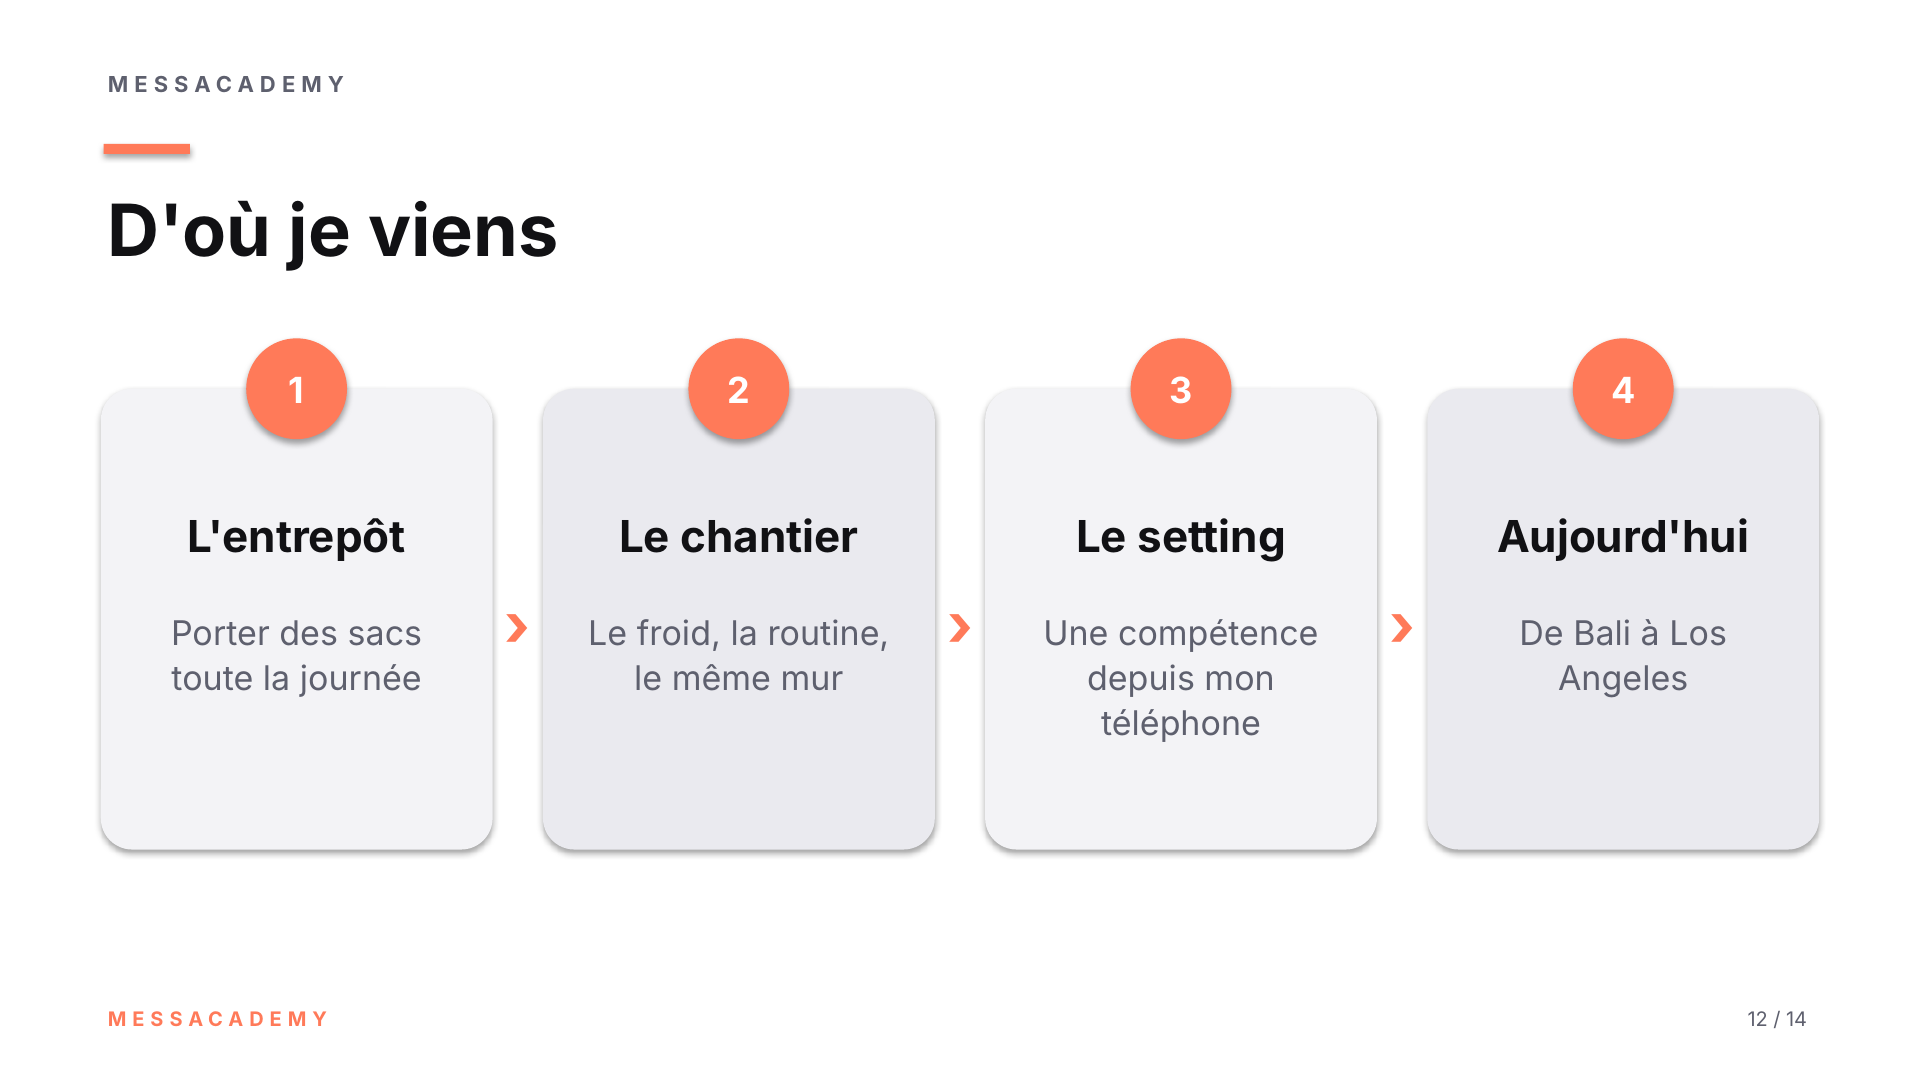 MESSACADEMY
D'où je viens
1
L'entrepôt
Porter des sacs
toute la journée
2
Le chantier
Le froid, la routine,
le même mur
3
Le setting
Une compétence
depuis mon
téléphone
4
Aujourd'hui
De Bali à Los
Angeles
MESSACADEMY
12 / 14